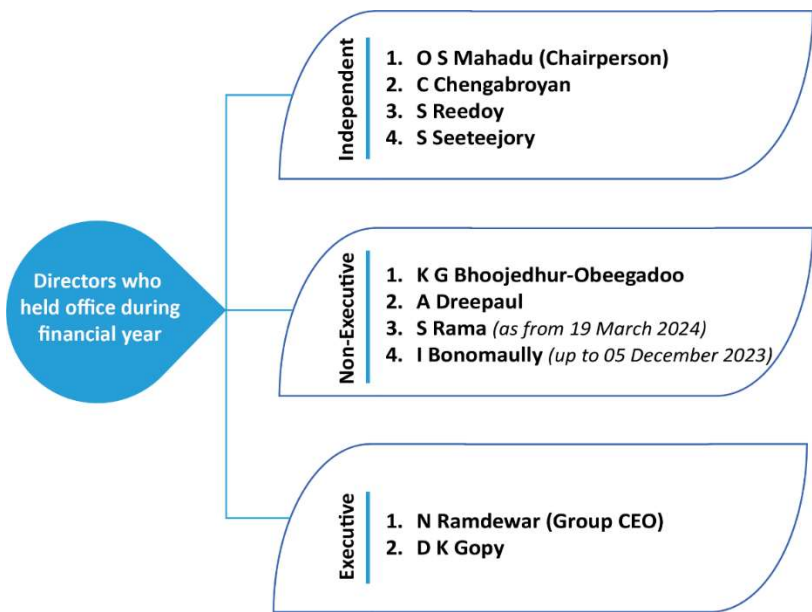 Directors who
held office during
financial year
Independent
1. O S Mahadu (Chairperson)
2. C Chengabroyan
3. S Reedoy
4. S Seeteejory
Non-Executive
1. K G Bhoojedhur-Obeegadoo
2. A Dreepaul
3. S Rama (as from 19 March 2024)
4. I Bonomaully (up to 05 December 2023)
Executive
1. N Ramdewar (Group CEO)
2. D K Gopy